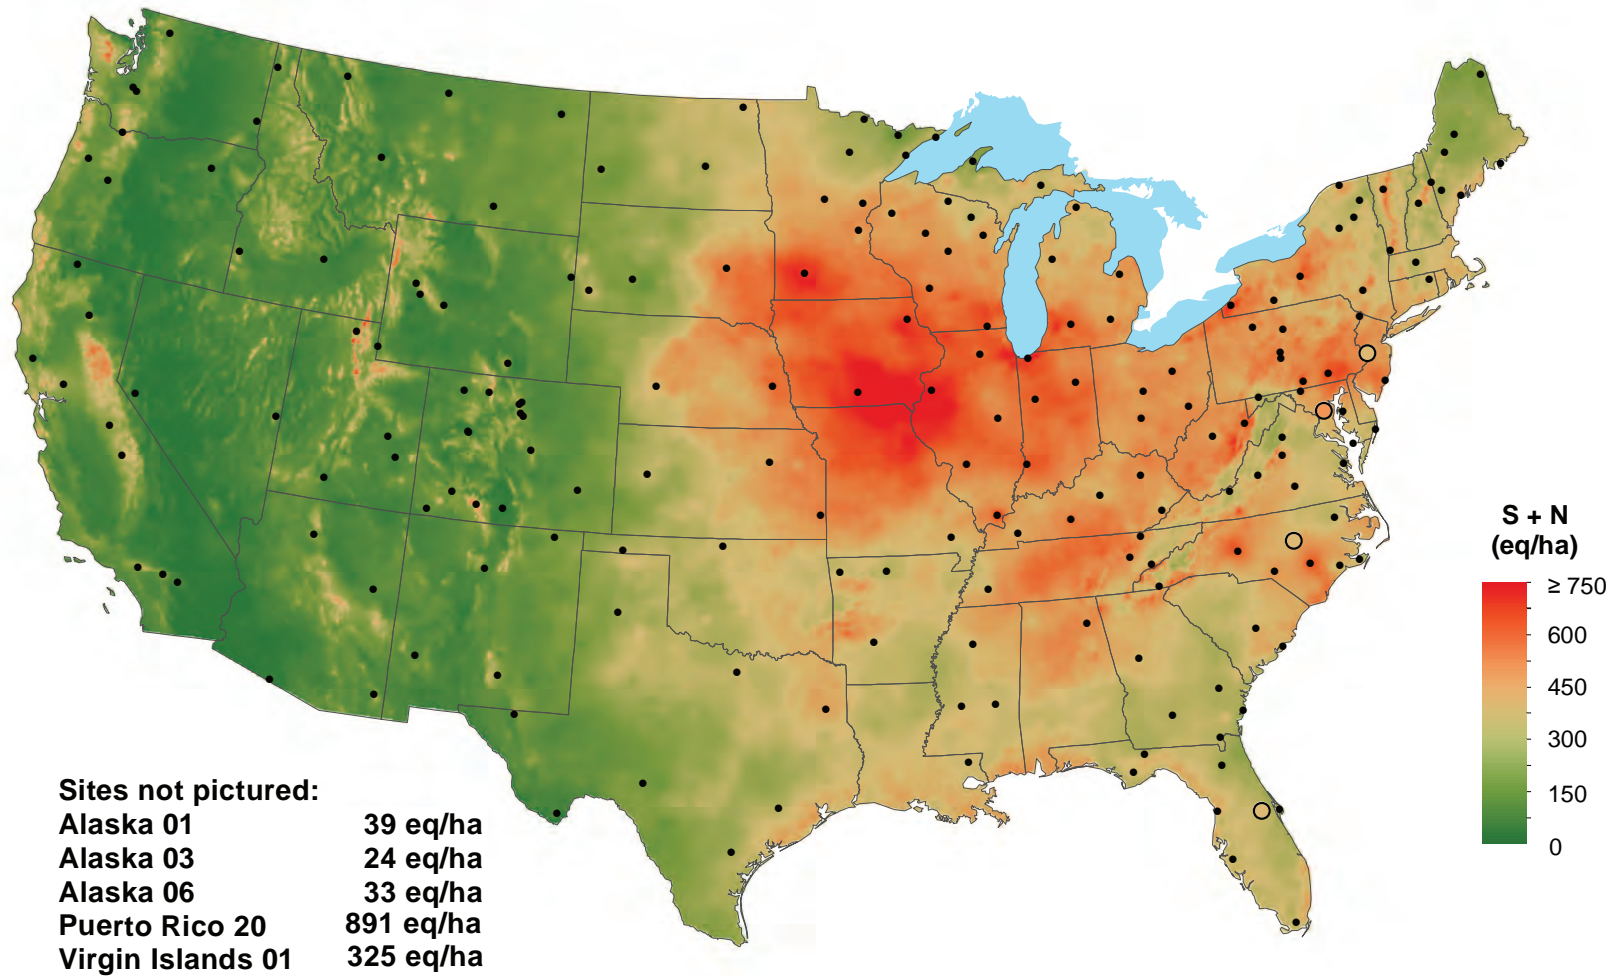 S + N
(eq/ha)
≥ 750
600
450
300
150
0
Sites not pictured:
Alaska 01 39 eq/ha
Alaska 03 24 eq/ha
Alaska 06 33 eq/ha
Puerto Rico 20 891 eq/ha
Virgin Islands 01 325 eq/ha